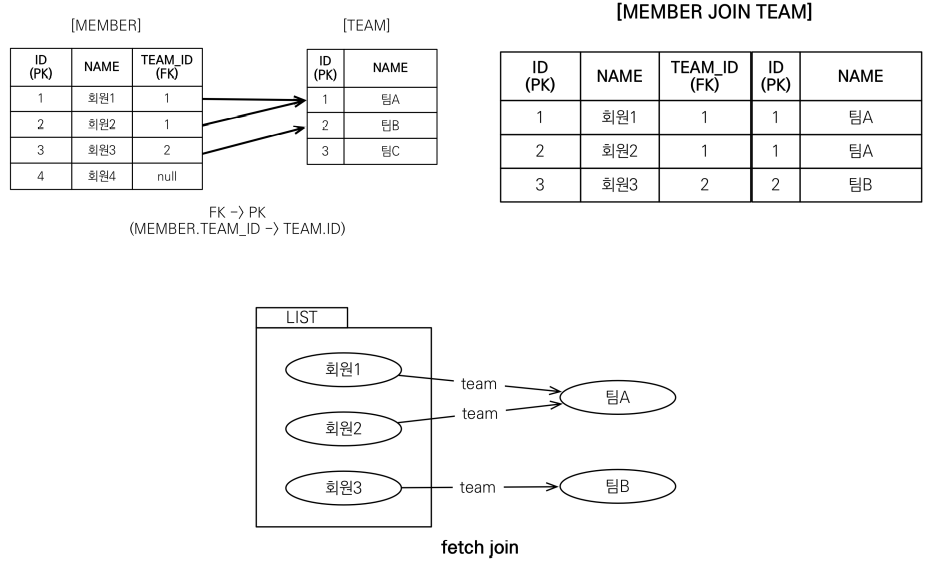 [MEMBER]
ID
(PK)
NAME
TEAM_ID
(FK)
1 회원1 1
2 회원2 1
3 회원3 2
4 회원4 null
[TEAM]
ID
(PK)
NAME
1 팀A
2 팀B
3 팀C
FK -> PK
(MEMBER.TEAM_ID -> TEAM.ID)
[MEMBER JOIN TEAM]
ID
(PK)
NAME
TEAM_ID
(FK)
ID
(PK)
NAME
1 회원1 1 1 팀A
2 회원2 1 1 팀A
3 회원3 2 2 팀B
LIST
회원1
team
팀A
회원2
team
회원3
team
팀B
fetch join